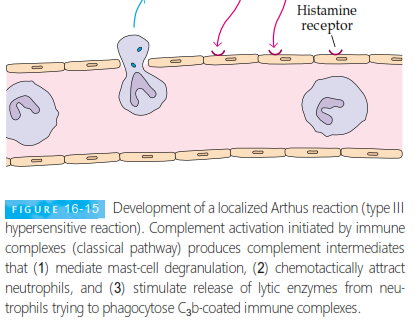 Histamine
receptor
FIGURE 16-15 Development of a localized Arthus reaction (type III
hypersensitive reaction). Complement activation initiated by immune
complexes (classical pathway) produces complement intermediates
that (1) mediate mast-cell degranulation, (2) chemotactically attract
neutrophils, and (3) stimulate release of lytic enzymes from neu-
trophils trying to phagocytose C3b-coated immune complexes.